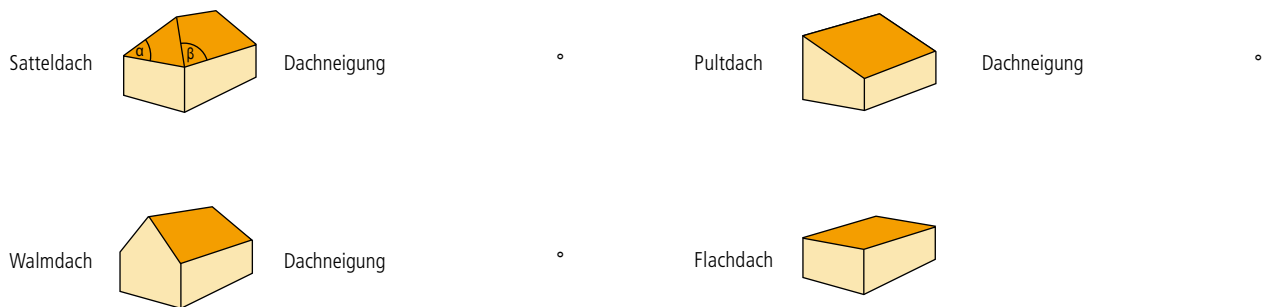 Satteldach α β Dachneigung °
Pultdach Dachneigung °
Walmdach Dachneigung °
Flachdach